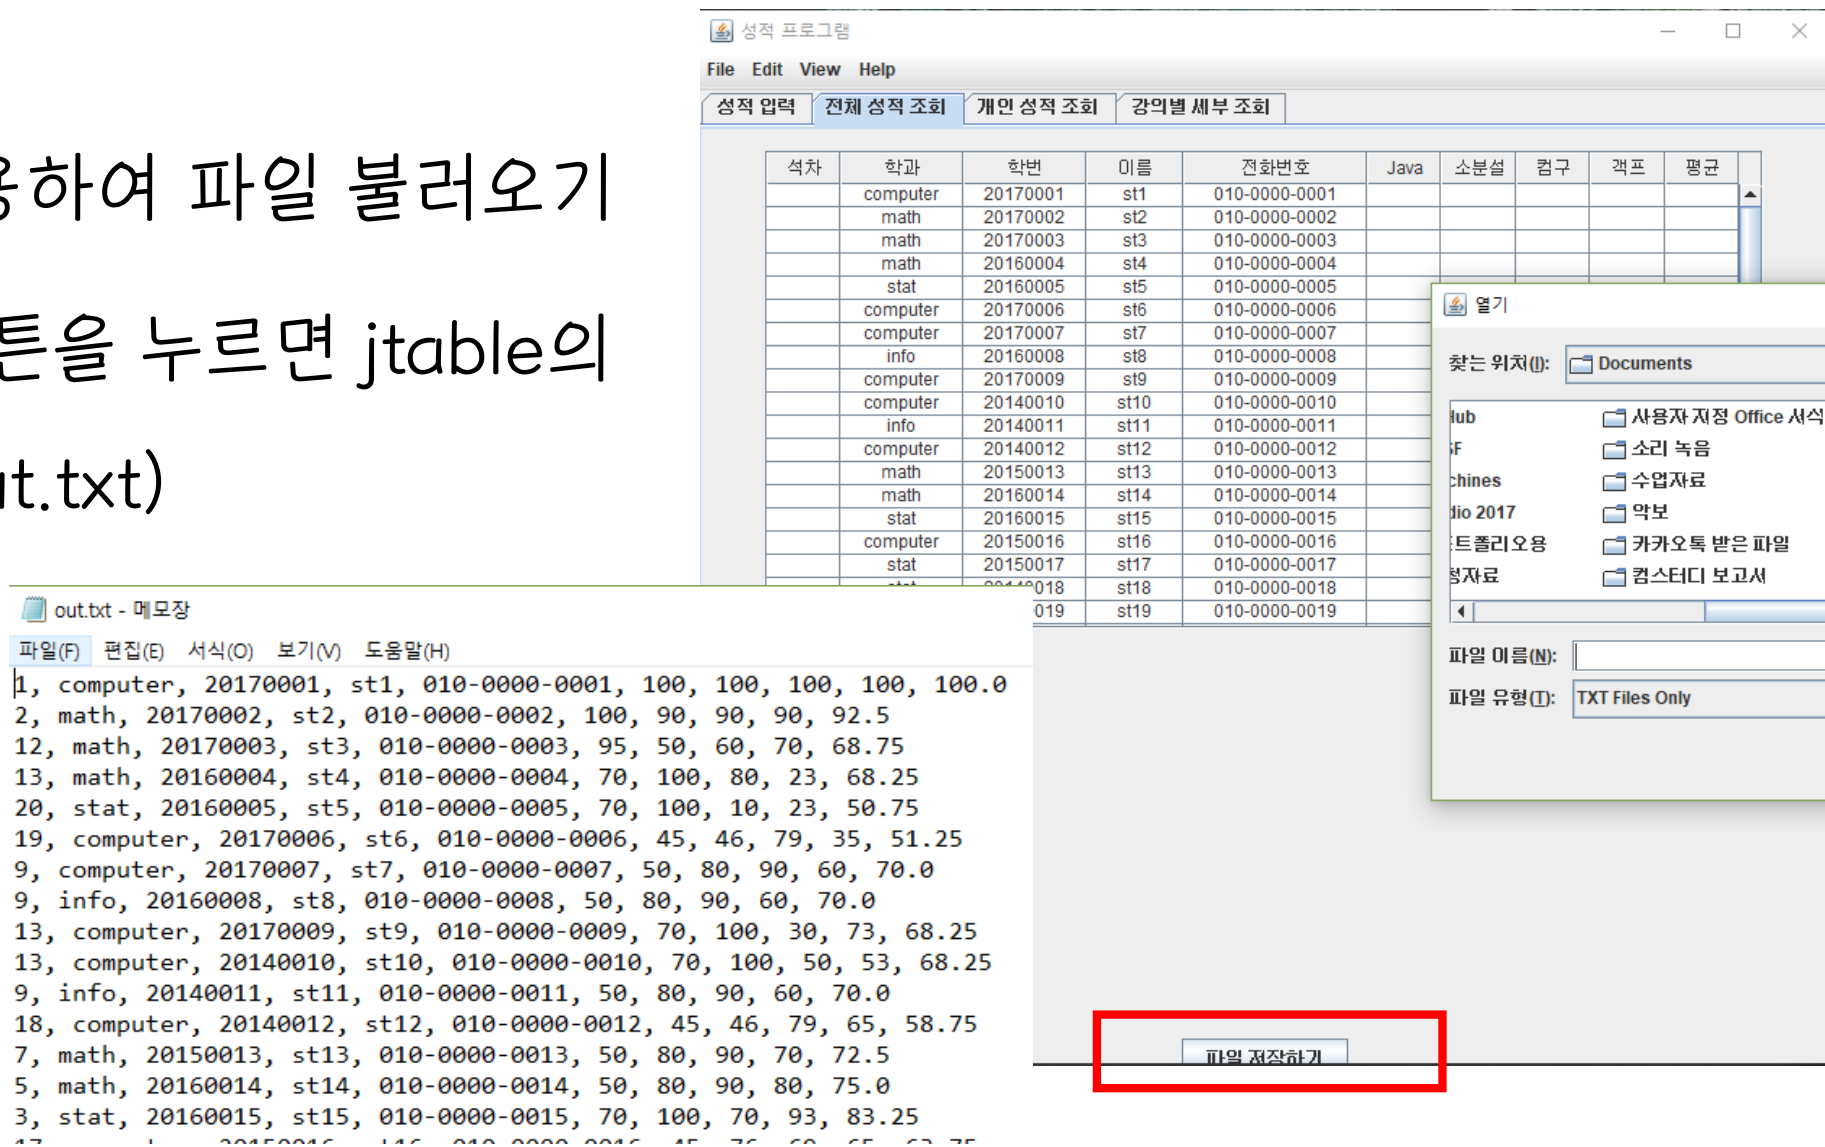 용하여 파일 불러오기
튼을 누르면 jtable의
ut.txt)
성적 프로그램
File Edit View Help
성적 입력 전체 성적 조회 개인 성적 조회 강의별 세부 조회
석차 학과 학번 이름 전화번호 Java 소분설 컴구 객프 평균
computer 20170001 st1 010-0000-0001
math 20170002 st2 010-0000-0002
math 20170003 st3 010-0000-0003
math 20160004 st4 010-0000-0004
stat 20160005 st5 010-0000-0005
computer 20170006 st6 010-0000-0006
computer 20170007 st7 010-0000-0007
info 20160008 st8 010-0000-0008
computer 20170009 st9 010-0000-0009
computer 20140010 st10 010-0000-0010
info 20140011 st11 010-0000-0011
computer 20140012 st12 010-0000-0012
math 20150013 st13 010-0000-0013
math 20160014 st14 010-0000-0014
stat 20160015 st15 010-0000-0015
computer 20150016 st16 010-0000-0016
stat 20150017 st17 010-0000-0017
018 st18 010-0000-0018
019 st19 010-0000-0019
열기
찾는 위치(I): Documents
Hub 사용자 지정 Office 서식
SF 소리 녹음
chines 수업자료
dio 2017 악보
트폴리오용 카카오톡 받은 파일
청자료 컴스터디 보고서
파일 이름(N):
파일 유형(T): TXT Files Only
파일 저장하기
out.txt - 메모장
파일(F) 편집(E) 서식(O) 보기(V) 도움말(H)
1, computer, 20170001, st1, 010-0000-0001, 100, 100, 100, 100, 100.0
2, math, 20170002, st2, 010-0000-0002, 100, 90, 90, 90, 92.5
12, math, 20170003, st3, 010-0000-0003, 95, 50, 60, 70, 68.75
13, math, 20160004, st4, 010-0000-0004, 70, 100, 80, 23, 68.25
20, stat, 20160005, st5, 010-0000-0005, 70, 100, 10, 23, 50.75
19, computer, 20170006, st6, 010-0000-0006, 45, 46, 79, 35, 51.25
9, computer, 20170007, st7, 010-0000-0007, 50, 80, 90, 60, 70.0
9, info, 20160008, st8, 010-0000-0008, 50, 80, 90, 60, 70.0
13, computer, 20170009, st9, 010-0000-0009, 70, 100, 30, 73, 68.25
13, computer, 20140010, st10, 010-0000-0010, 70, 100, 50, 53, 68.25
9, info, 20140011, st11, 010-0000-0011, 50, 80, 90, 60, 70.0
18, computer, 20140012, st12, 010-0000-0012, 45, 46, 79, 65, 58.75
7, math, 20150013, st13, 010-0000-0013, 50, 80, 90, 70, 72.5
5, math, 20160014, st14, 010-0000-0014, 50, 80, 90, 80, 75.0
3, stat, 20160015, st15, 010-0000-0015, 70, 100, 70, 93, 83.25